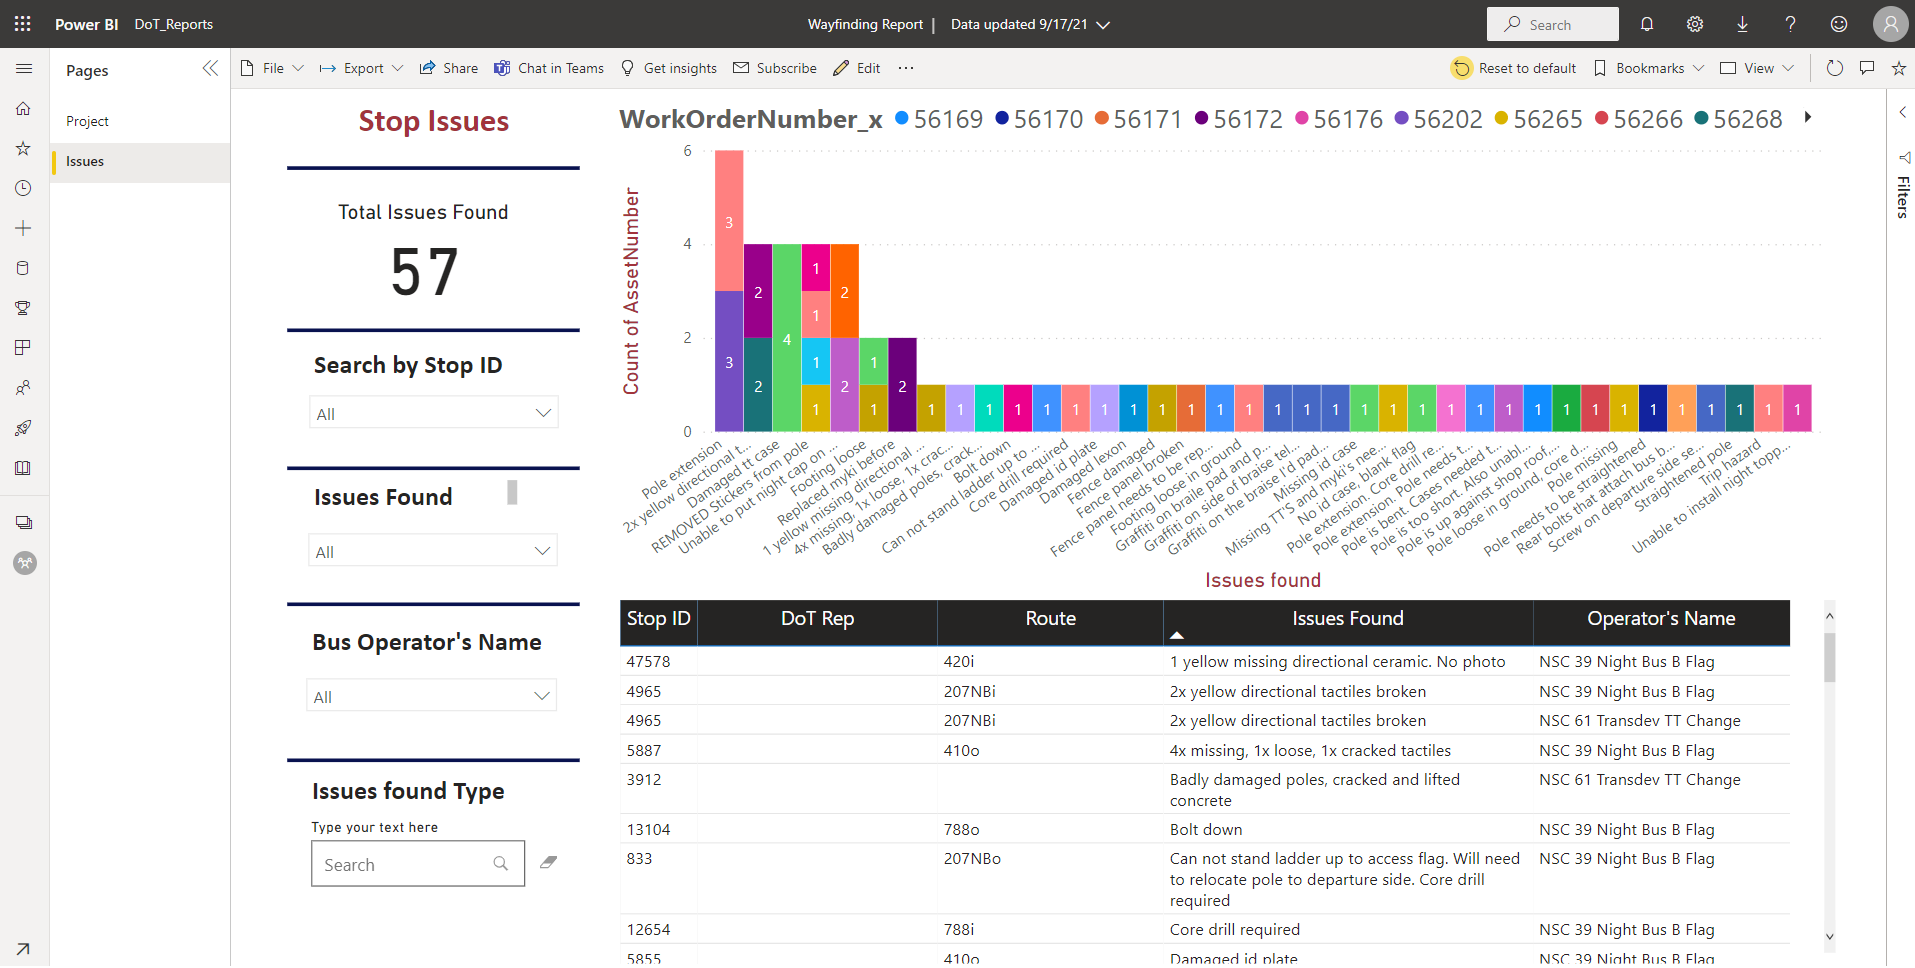 Power BI DoT_Reports
Wayfinding Report | Data updated 9/17/21
Search
Pages
Project
Issues
File Export Share Chat in Teams Get insights Subscribe Edit ...
Reset to default Bookmarks View
Filters
Stop Issues
Total Issues Found
57
Search by Stop ID
All
Issues Found
All
Bus Operator's Name
All
Issues found Type
Type your text here
Search
WorkOrderNumber_x 56169 56170 56171 56172 56176 56202 56265 56266 56268
Count of AssetNumber
6
4
2
0
3
3
2
2
4
1
1
1
1
2
2
1
1
2
1 1 1 1 1 1 1 1 1 1 1 1 1 1 1 1 1 1 1 1 1 1 1 1 1 1 1 1 1 1 1
Pole extension
2x yellow directional t...
Damaged tt case
REMOVED Stickers from pole
Unable to put night cap on ...
Footing loose
Replaced myki before
1 yellow missing directional ...
4x missing, 1x loose, 1x crac...
Badly damaged poles, crack...
Bolt down
Can not stand ladder up to ...
Core drill required
Damaged id plate
Damaged lexon
Fence damaged
Fence panel broken
Fence panel needs to be rep...
Footing loose in ground
Graffiti on braile pad and p...
Graffiti on side of braise tel...
Graffiti on the braise I'd pad...
Missing id case
Missing TT'S and myki's nee...
No id case, blank flag
Pole extension. Core drill re...
Pole extension. Pole needs t...
Pole is bent. Cases needed t...
Pole is too short. Also unabl...
Pole is up against shop roof,...
Pole loose in ground, core d...
Pole missing
Pole needs to be straightened
Rear bolts that attach bus b...
Screw on departure side se...
Straightened pole
Trip hazard
Unable to install night topp...
Issues found
Stop ID DoT Rep Route Issues Found Operator's Name
47578 420i 1 yellow missing directional ceramic. No photo NSC 39 Night Bus B Flag
4965 207NBi 2x yellow directional tactiles broken NSC 39 Night Bus B Flag
4965 207NBi 2x yellow directional tactiles broken NSC 61 Transdev TT Change
5887 410o 4x missing, 1x loose, 1x cracked tactiles NSC 39 Night Bus B Flag
3912 Badly damaged poles, cracked and lifted NSC 61 Transdev TT Change
concrete
13104 788o Bolt down NSC 39 Night Bus B Flag
833 207NBo Can not stand ladder up to access flag. Will need NSC 39 Night Bus B Flag
to relocate pole to departure side. Core drill
required
12654 788i Core drill required NSC 39 Night Bus B Flag
5855 410o Damaged id plate NSC 39 Night Bus B Flag